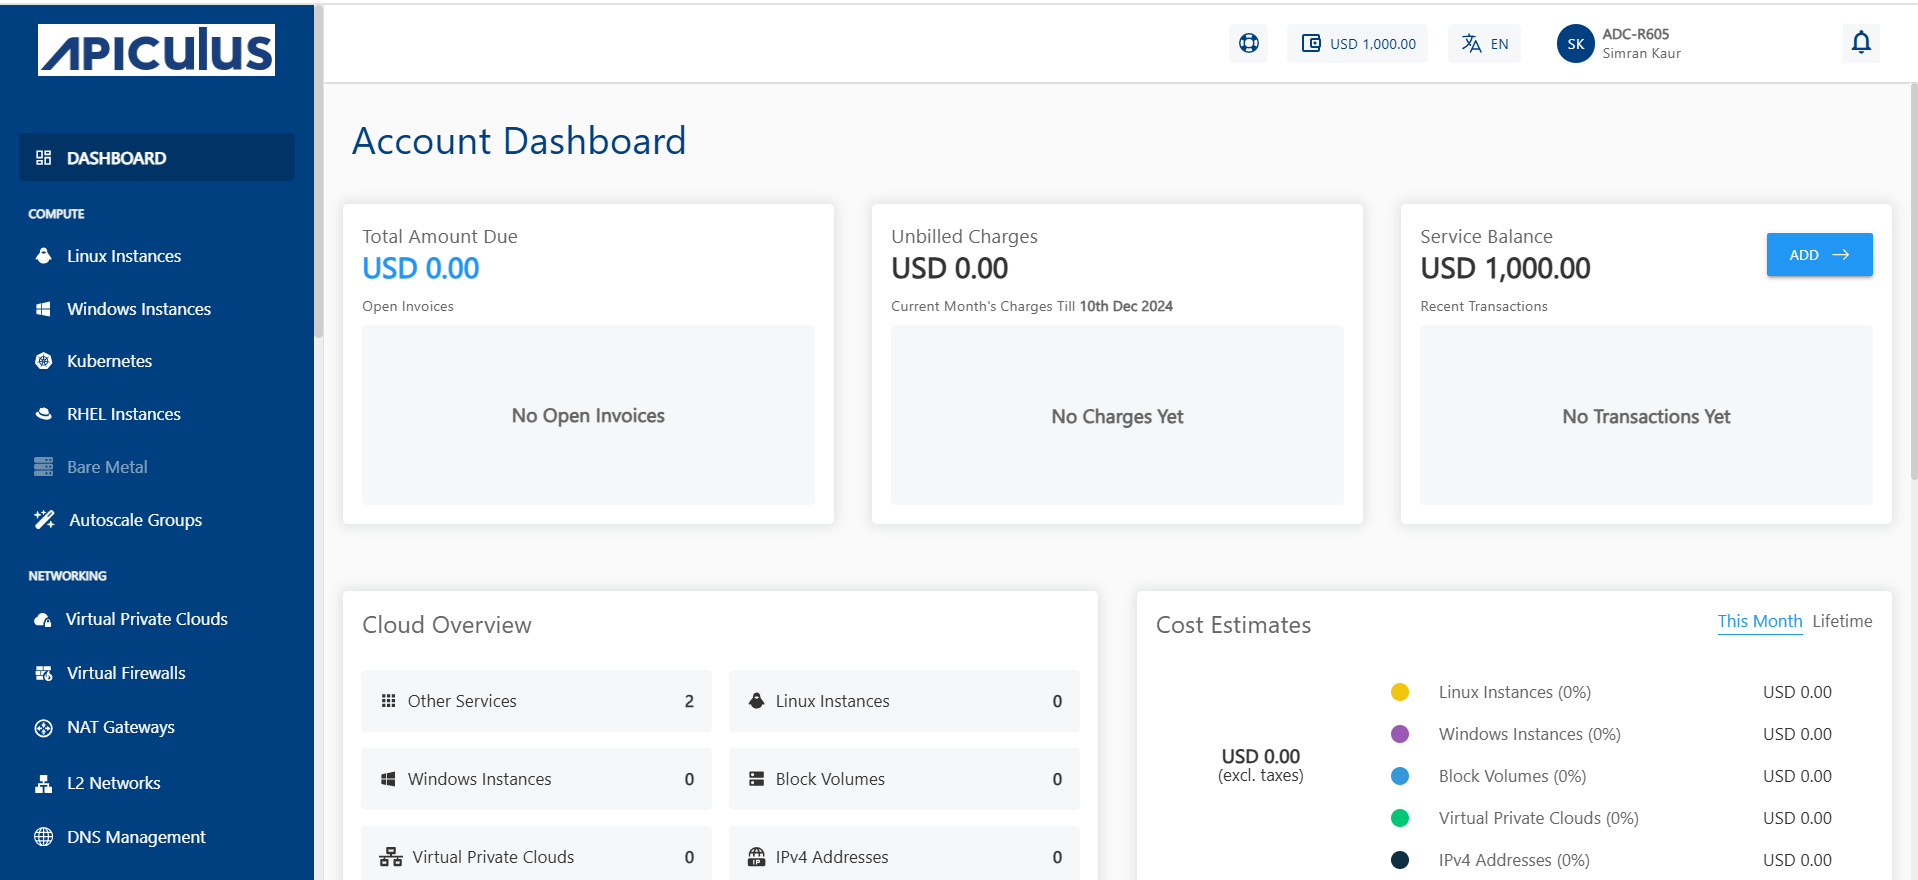 APICULUS
USD 1,000.00
EN
SK
ADC-R605
Simran Kaur
DASHBOARD
COMPUTE
Linux Instances
Windows Instances
Kubernetes
RHEL Instances
Bare Metal
Autoscale Groups
NETWORKING
Virtual Private Clouds
Virtual Firewalls
NAT Gateways
L2 Networks
DNS Management
Account Dashboard
Total Amount Due
USD 0.00
Open Invoices
No Open Invoices
Unbilled Charges
USD 0.00
Current Month's Charges Till 10th Dec 2024
No Charges Yet
Service Balance
USD 1,000.00
ADD
Recent Transactions
No Transactions Yet
Cloud Overview
Other Services 2
Linux Instances 0
Windows Instances 0
Block Volumes 0
Virtual Private Clouds 0
IP
IPv4 Addresses 0
Cost Estimates
This Month Lifetime
USD 0.00
(excl. taxes)
Linux Instances (0%) USD 0.00
Windows Instances (0%) USD 0.00
Block Volumes (0%) USD 0.00
Virtual Private Clouds (0%) USD 0.00
IPv4 Addresses (0%) USD 0.00